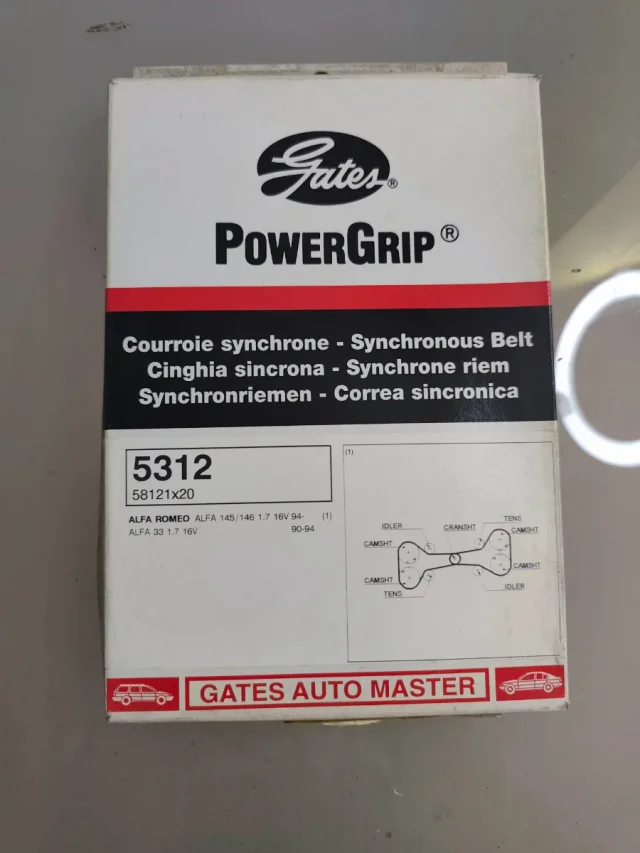 Gates®
POWERGRIP®
Courroie synchrone - Synchronous Belt
Cinghia sincrona - Synchrone riem
Synchronriemen - Correa sincronica
5312
58121x20
ALFA ROMEO ALFA 145/146 1.7 16V 94- (1)
ALFA 33 1.7 16V 90-94
(1)
IDLER CRANSHT TENS
CAMSHT CAMSHT
CAMSHT CAMSHT
TENS IDLER
GATES AUTO MASTER